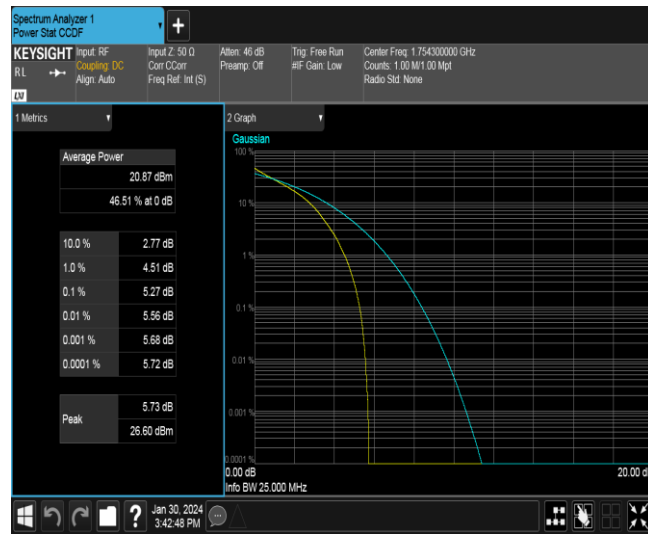 Spectrum Analyzer 1
Power Stat CCDF
+
KEYSIGHT
RL
LXI
Input: RF
Coupling: DC
Align: Auto
Input Z: 50 Ω
Corr CCorr
Freq Ref: Int (S)
Atten: 46 dB
Preamp: Off
Trig: Free Run
#IF Gain: Low
Center Freq: 1.754300000 GHz
Counts: 1.00 M/1.00 Mpt
Radio Std: None
1 Metrics
Average Power
20.87 dBm
46.51 % at 0 dB
10.0 % 2.77 dB
1.0 % 4.51 dB
0.1 % 5.27 dB
0.01 % 5.56 dB
0.001 % 5.68 dB
0.0001 % 5.72 dB
Peak
5.73 dB
26.60 dBm
2 Graph
Gaussian
100 %
10 %
1 %
0.1 %
0.01 %
0.001 %
0.0001 %
0.00 dB
20.00 d
Info BW 25.000 MHz
?
Jan 30, 2024
3:42:48 PM